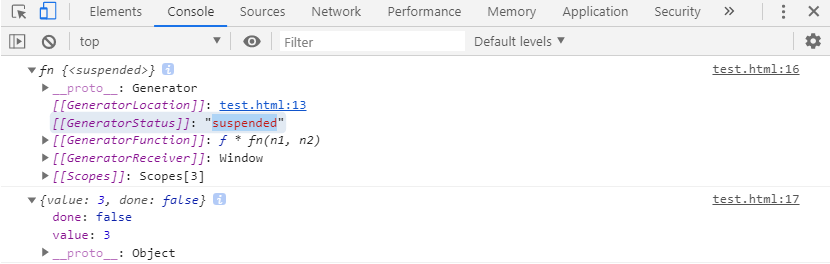 Elements Console Sources Network Performance Memory Application Security »
top Filter Default levels
fn {<suspended>} i test.html:16
__proto__: Generator
[[GeneratorLocation]]: test.html:13
[[GeneratorStatus]]: "suspended"
[[GeneratorFunction]]: ƒ * fn(n1, n2)
[[GeneratorReceiver]]: Window
[[Scopes]]: Scopes[3]
{value: 3, done: false} i test.html:17
done: false
value: 3
__proto__: Object